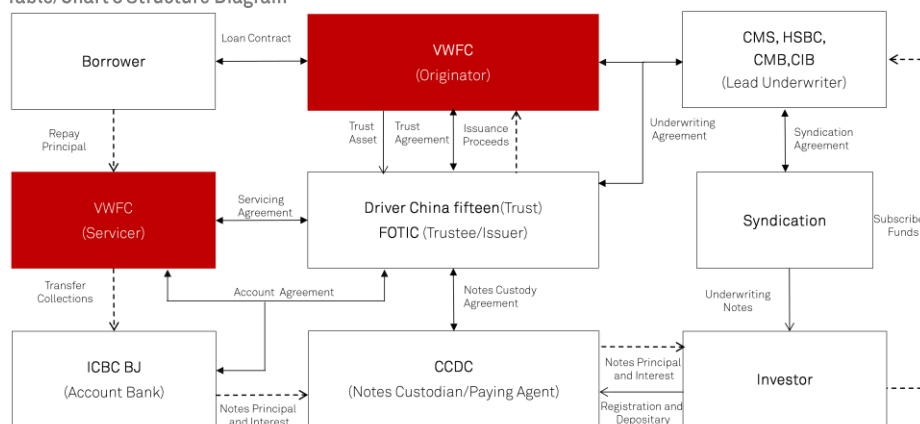 Table/Chart 3 Structure Diagram
Borrower
Loan Contract
VWFC
(Originator)
CMS, HSBC,
CMB,CIB
(Lead Underwriter)
Repay
Principal
Trust
Asset
Trust
Agreement
Issuance
Proceeds
Underwriting
Agreement
Syndication
Agreement
VWFC
(Servicer)
Servicing
Agreement
Driver China fifteen(Trust)
FOTIC (Trustee/Issuer)
Syndication
Subscribe
Funds
Transfer
Collections
Account Agreement
Notes Custody
Agreement
Underwriting
Notes
ICBC BJ
(Account Bank)
Notes Principal
and Interest
CCDC
(Notes Custodian/Paying Agent)
Notes Principal
and Interest
Registration and
Depositary
Investor